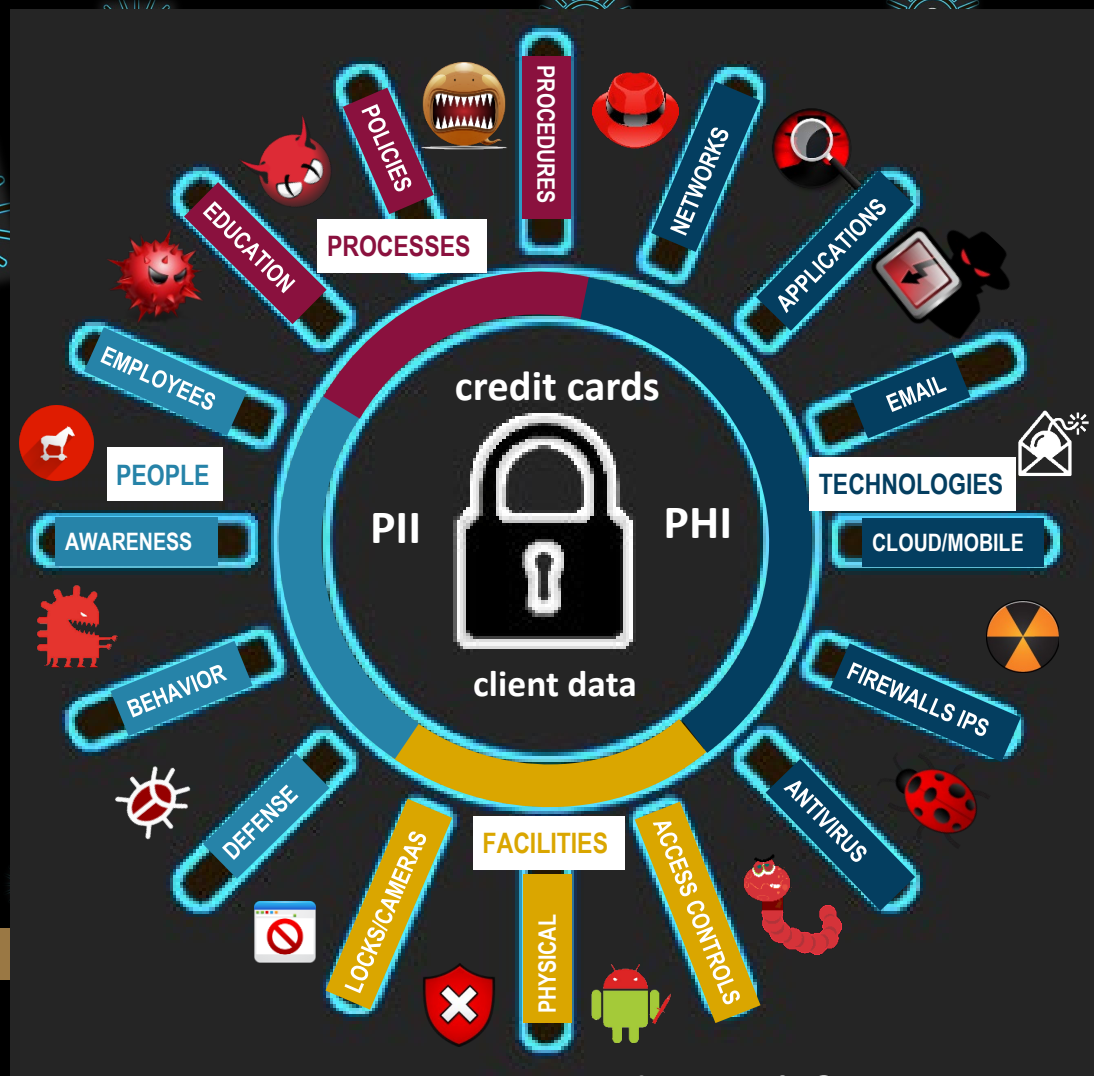 PROCEDURES
POLICIES
NETWORKS
EDUCATION
APPLICATIONS
PROCESSES
EMPLOYEES
EMAIL
credit cards
PEOPLE
TECHNOLOGIES
PII
PHI
AWARENESS
CLOUD/MOBILE
BEHAVIOR
client data
FIREWALLS IPS
DEFENSE
ANTIVIRUS
FACILITIES
LOCKS/CAMERAS
PHYSICAL
ACCESS CONTROLS